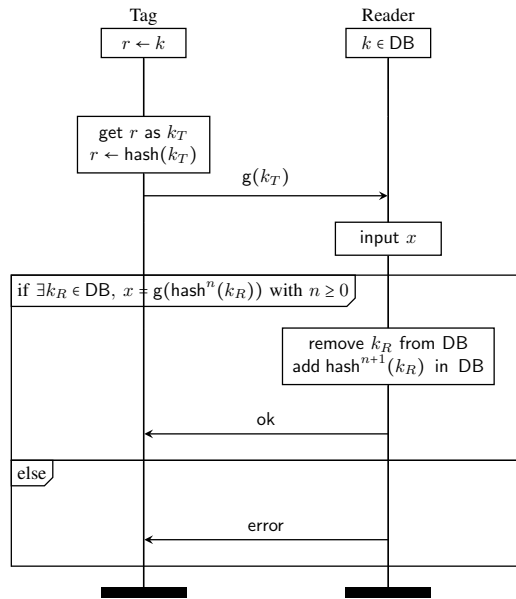 Tag
Reader
r ← k
k ∈ DB
get r as k_T
r ← hash(k_T)
g(k_T)
input x
if ∃k_R ∈ DB, x = g(hash^n(k_R)) with n ≥ 0
remove k_R from DB
add hash^{n+1}(k_R) in DB
ok
else
error